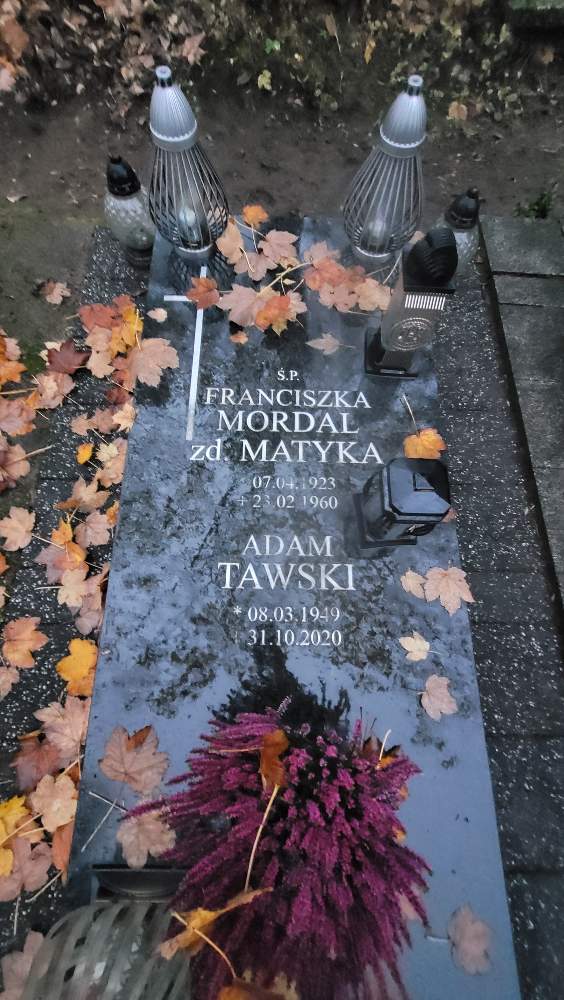 Ś.P.
FRANCISZKA
MORDAL
zd. MATYKA
07.04.1923
+ 23.02.1960
ADAM
TAWSKI
* 08.03.1949
+ 31.10.2020